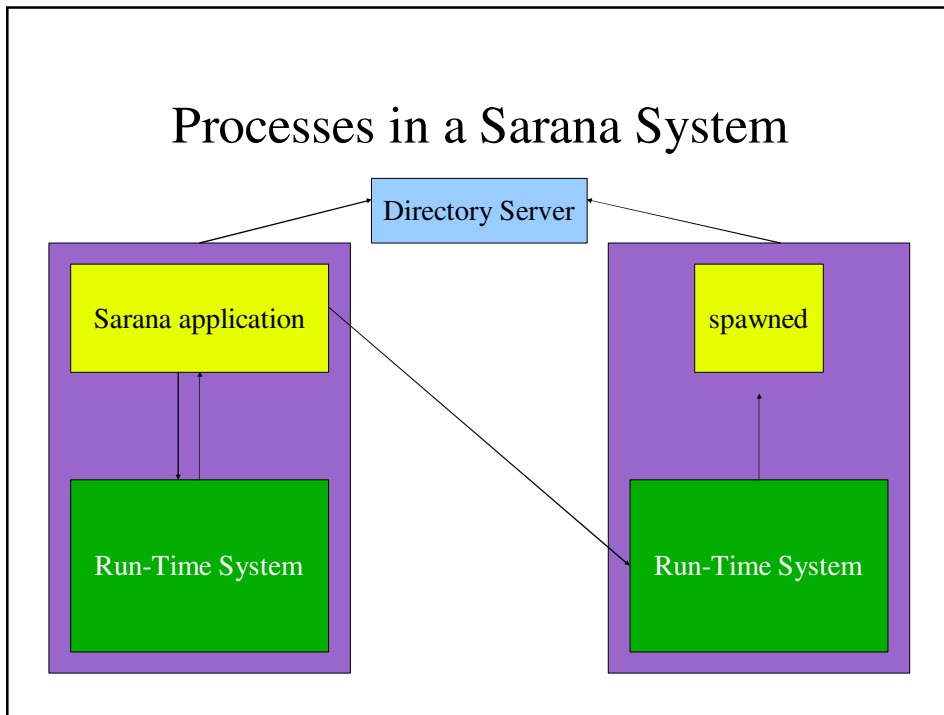 Processes in a Sarana System
Directory Server
Sarana application
spawned
Run-Time System
Run-Time System